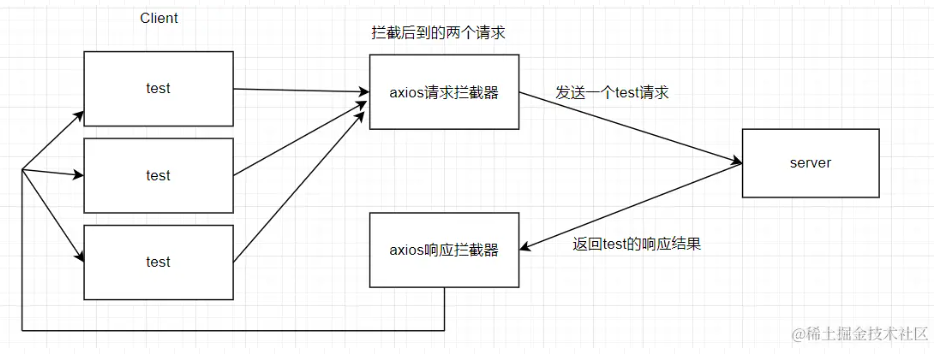 Client
拦截后到的两个请求
test
axios请求拦截器
发送一个test请求
test
server
test
axios响应拦截器
返回test的响应结果
@稀土掘金技术社区